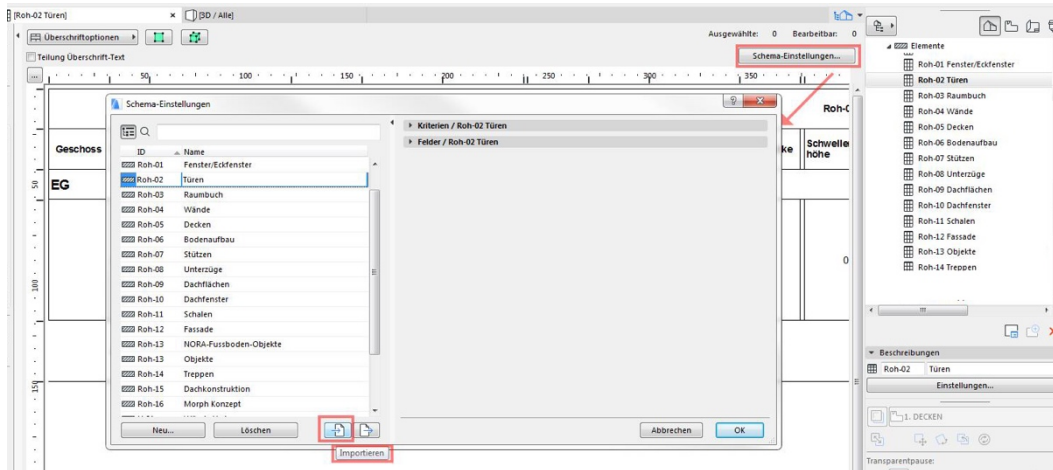 [Roh-02 Türen]
[3D / Alle]
Überschriftoptionen
Ausgewählte: 0 Bearbeitbar: 0
Teilung Überschrift-Text
Schema-Einstellungen...
50 100 150 200 250 300 350
Geschoss
EG
50
100
150
Schema-Einstellungen
ID Name
Roh-01 Fenster/Eckfenster
Roh-02 Türen
Roh-03 Raumbuch
Roh-04 Wände
Roh-05 Decken
Roh-06 Bodenaufbau
Roh-07 Stützen
Roh-08 Unterzüge
Roh-09 Dachflächen
Roh-10 Dachfenster
Roh-11 Schalen
Roh-12 Fassade
Roh-13 NORA-Fussboden-Objekte
Roh-13 Objekte
Roh-14 Treppen
Roh-15 Dachkonstruktion
Roh-16 Morph Konzept
Neu...
Löschen
Importieren
Kriterien / Roh-02 Türen
Felder / Roh-02 Türen
Abbrechen
OK
ke
Schwellen
höhe
0
Elemente
Roh-01 Fenster/Eckfenster
Roh-02 Türen
Roh-03 Raumbuch
Roh-04 Wände
Roh-05 Decken
Roh-06 Bodenaufbau
Roh-07 Stützen
Roh-08 Unterzüge
Roh-09 Dachflächen
Roh-10 Dachfenster
Roh-11 Schalen
Roh-12 Fassade
Roh-13 Objekte
Roh-14 Treppen
Beschreibungen
Roh-02 Türen
Einstellungen...
1. DECKEN
Transparentpause: